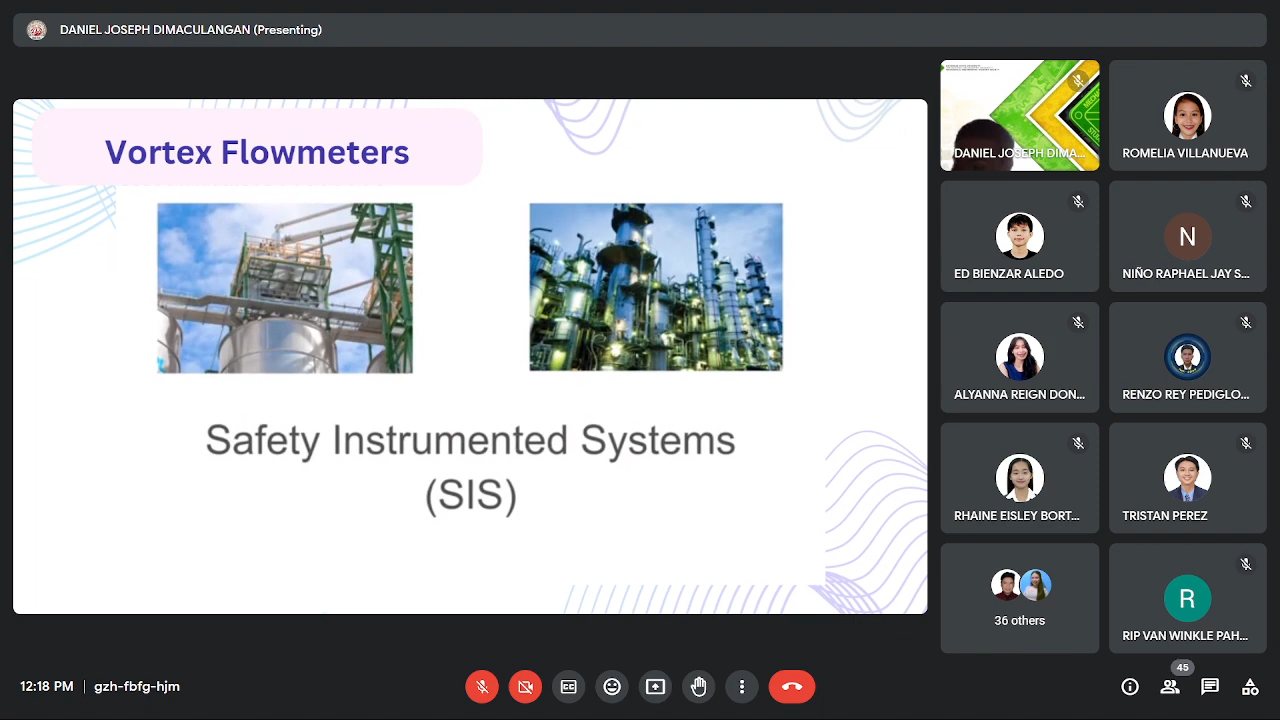 DANIEL JOSEPH DIMACULANGAN (Presenting)
Vortex Flowmeters
Safety Instrumented Systems
(SIS)
DANIEL JOSEPH DIMA...
ROMELIA VILLANUEVA
ED BIENZAR ALEDO
N
NIÑO RAPHAEL JAY S...
ALYANNA REIGN DON...
RENZO REY PEDIGLO...
RHAINE EISLEY BORT...
TRISTAN PEREZ
36 others
R
RIP VAN WINKLE PAH...
12:18 PM | gzh-fbfg-hjm
45